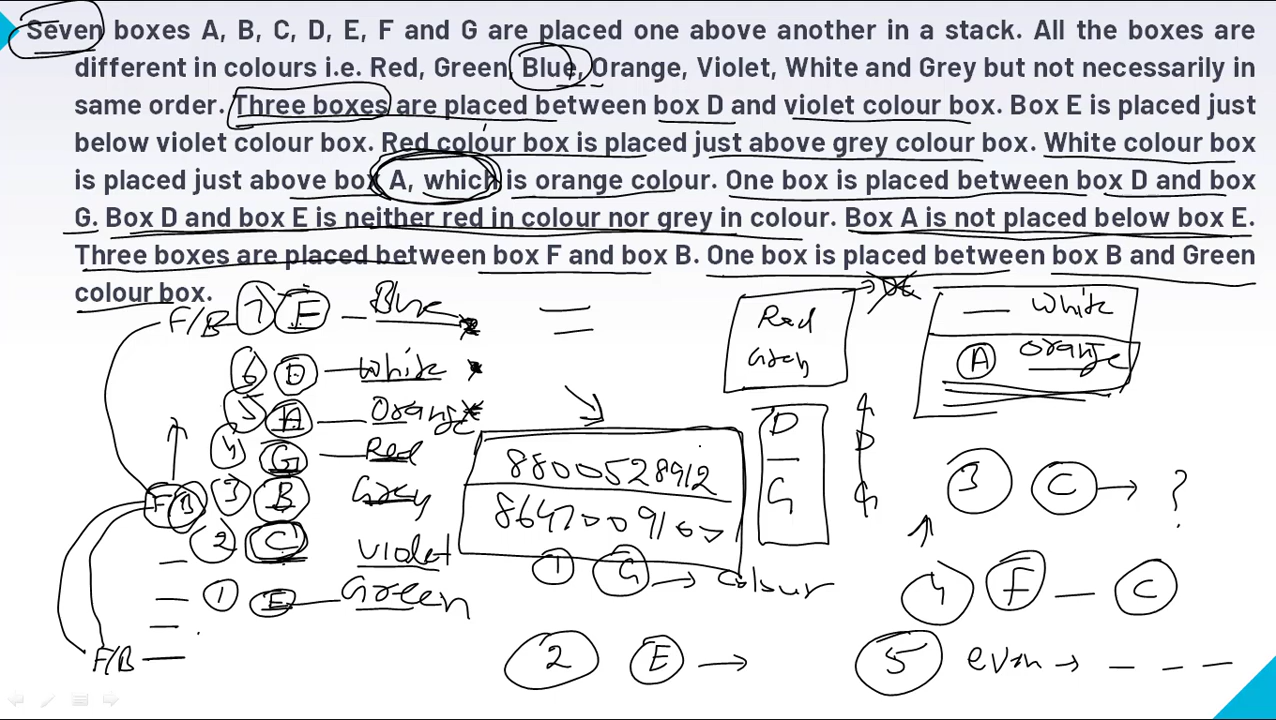 Seven boxes A, B, C, D, E, F and G are placed one above another in a stack. All the boxes are
different in colours i.e. Red, Green, Blue, Orange, Violet, White and Grey but not necessarily in
same order. Three boxes are placed between box D and violet colour box. Box E is placed just
below violet colour box. Red colour box is placed just above grey colour box. White colour box
is placed just above box A, which is orange colour. One box is placed between box D and box
G. Box D and box E is neither red in colour nor grey in colour. Box A is not placed below box E.
Three boxes are placed between box F and box B. One box is placed between box B and Green
colour box.
F/B 7 F Blue
6 D White
5 A Orange
4 G Red
F B 3 B Grey
2 C violet
1 E Green
F/B
Red
Grey
DE
White
A Orange
D
G
D
G
8800528912
1 G → Colour
2 E →
3 C → ?
4 F – C
5 even →